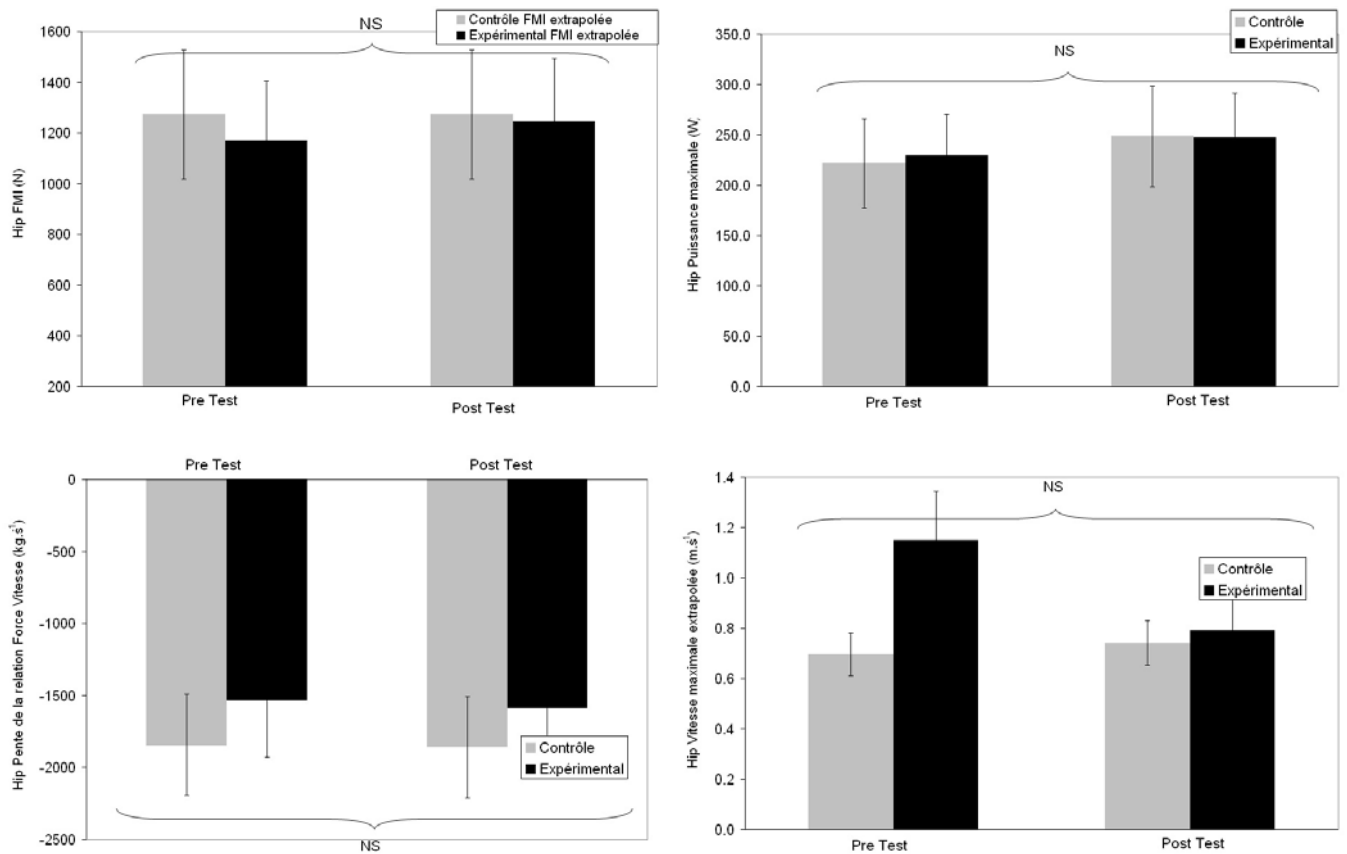 NS
Contrôle FMI extrapolée
Expérimental FMI extrapolée
1600
1400
1200
1000
800
600
400
200
Hip FMI (N)
Pre Test
Post Test
Contrôle
Expérimental
NS
350.0
300.0
250.0
200.0
150.0
100.0
50.0
0.0
Hip Puissance maximale (W)
Pre Test
Post Test
Pre Test
Post Test
0
-500
-1000
-1500
-2000
-2500
Hip Pente de la relation Force Vitesse (kg.s-1)
Contrôle
Expérimental
NS
NS
1.4
1.2
1.0
0.8
0.6
0.4
0.2
0.0
Hip Vitesse maximale extrapolée (m.s-1)
Contrôle
Expérimental
Pre Test
Post Test